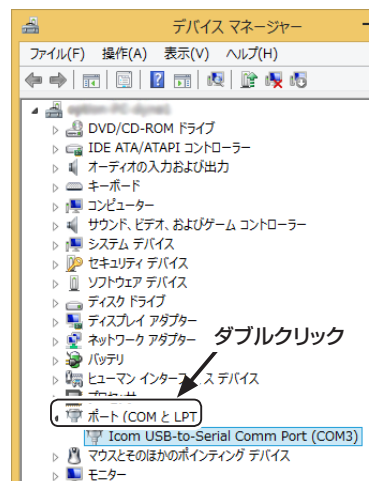 デバイス マネージャー
ファイル(F) 操作(A) 表示(V) ヘルプ(H)
DVD/CD-ROM ドライブ
IDE ATA/ATAPI コントローラー
オーディオの入力および出力
キーボード
コンピューター
サウンド、ビデオ、およびゲーム コントローラー
システム デバイス
セキュリティ デバイス
ソフトウェア デバイス
ディスク ドライブ
ディスプレイ アダプター
ネットワーク アダプター
ダブルクリック
バッテリ
ヒューマン インターフェイス デバイス
プロセッサ
ポート (COM と LPT
Icom USB-to-Serial Comm Port (COM3)
マウスとそのほかのポインティング デバイス
モニター